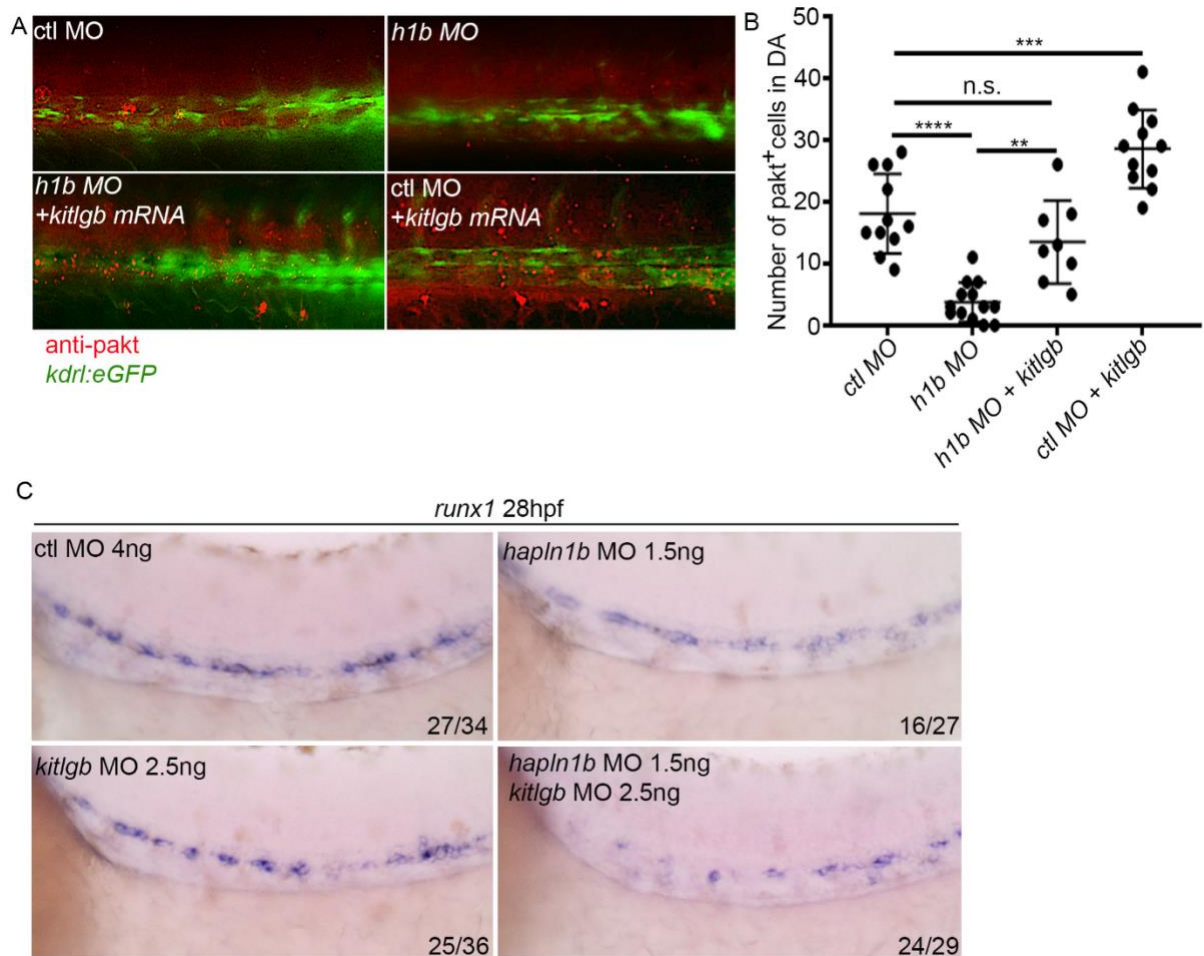 A
ctl MO
h1b MO
h1b MO
+kitlgb mRNA
ctl MO
+kitlgb mRNA
anti-pakt
kdrl:eGFP
B
Number of pakt+cells in DA
50
40
30
20
10
0
***
n.s.
****
**
ctl MO
h1b MO
h1b MO + kitlgb
ctl MO + kitlgb
C
runx1 28hpf
ctl MO 4ng
27/34
hapln1b MO 1.5ng
16/27
kitlgb MO 2.5ng
25/36
hapln1b MO 1.5ng
kitlgb MO 2.5ng
24/29